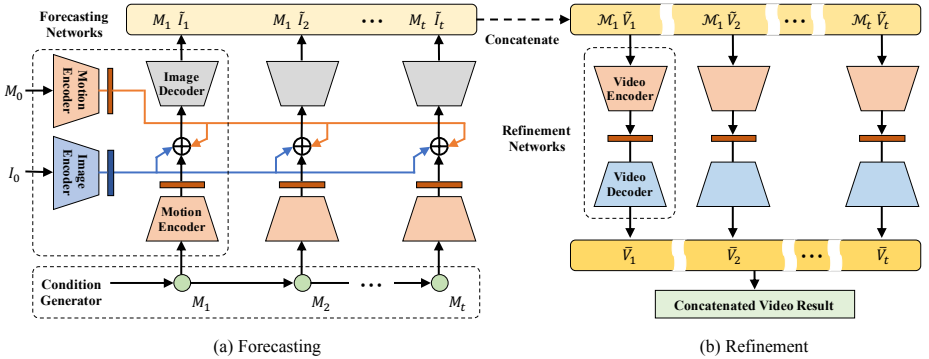 Forecasting
Networks
M₁ Ĩ₁
M₁ Ĩ₂
•••
Mₜ Ĩₜ
Concatenate
ℳ₁ Ṽ₁
ℳ₁ Ṽ₂
•••
ℳₜ Ṽₜ
M₀
Motion
Encoder
Image
Decoder
I₀
Image
Encoder
Motion
Encoder
Video
Encoder
Refinement
Networks
Video
Decoder
Condition
Generator
M₁
M₂
•••
Mₜ
V̄₁
V̄₂
•••
V̄ₜ
Concatenated Video Result
(a) Forecasting
(b) Refinement